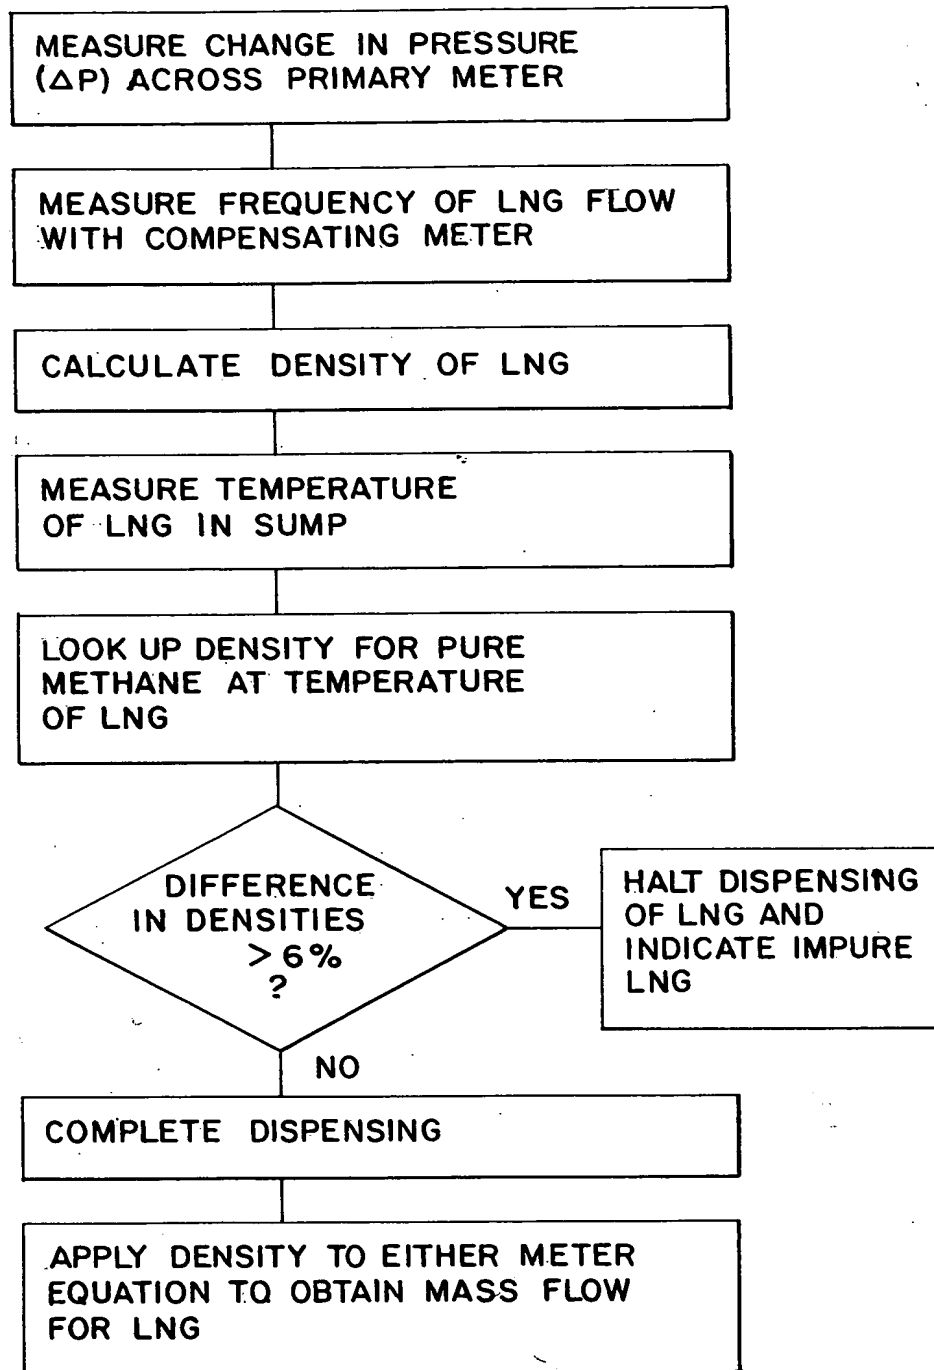 MEASURE CHANGE IN PRESSURE
(△P) ACROSS PRIMARY METER
MEASURE FREQUENCY OF LNG FLOW
WITH COMPENSATING METER
CALCULATE DENSITY OF LNG
MEASURE TEMPERATURE
OF LNG IN SUMP
LOOK UP DENSITY FOR PURE
METHANE AT TEMPERATURE
OF LNG
DIFFERENCE
IN DENSITIES
>6%
?
YES
HALT DISPENSING
OF LNG AND
INDICATE IMPURE
LNG
NO
COMPLETE DISPENSING
APPLY DENSITY TO EITHER METER
EQUATION TO OBTAIN MASS FLOW
FOR LNG